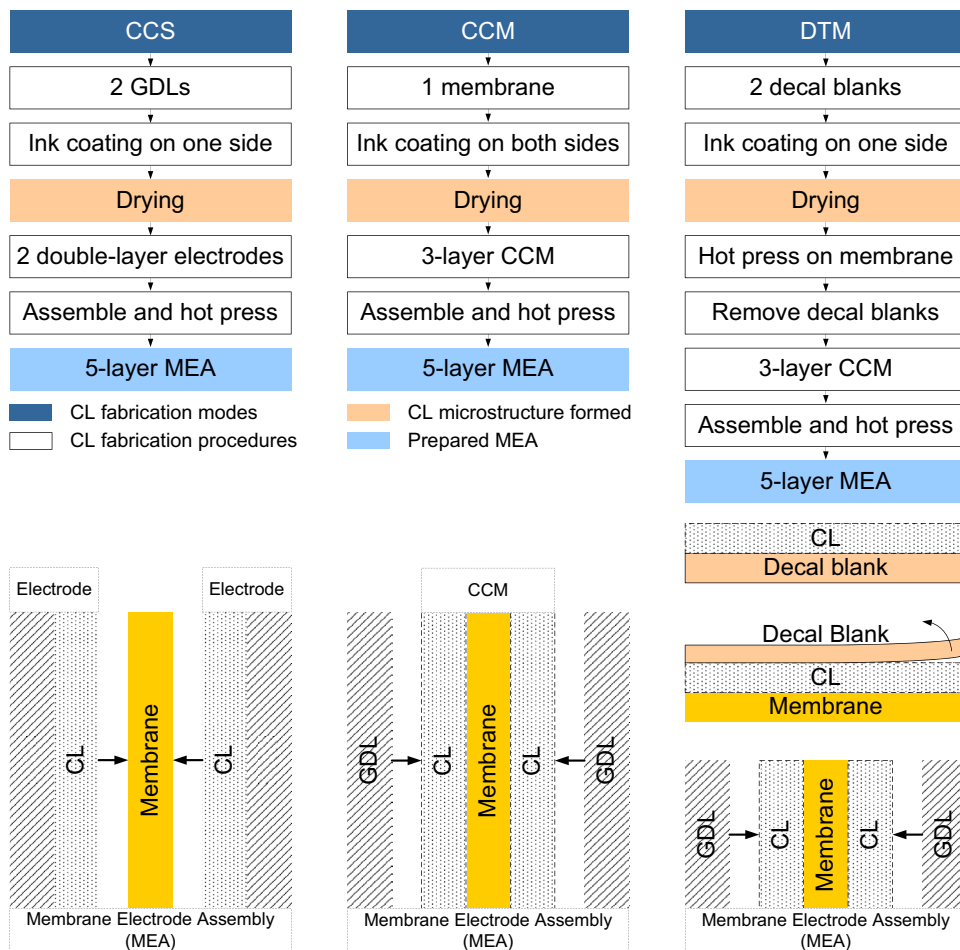 CCS
2 GDLs
Ink coating on one side
Drying
2 double-layer electrodes
Assemble and hot press
5-layer MEA
CCM
1 membrane
Ink coating on both sides
Drying
3-layer CCM
Assemble and hot press
5-layer MEA
DTM
2 decal blanks
Ink coating on one side
Drying
Hot press on membrane
Remove decal blanks
3-layer CCM
Assemble and hot press
5-layer MEA
CL fabrication modes
CL fabrication procedures
CL microstructure formed
Prepared MEA
Electrode
Electrode
CL
Membrane
CL
Membrane Electrode Assembly
(MEA)
CCM
GDL
CL
Membrane
CL
GDL
Membrane Electrode Assembly
(MEA)
CL
Decal blank
Decal Blank
CL
Membrane
GDL
CL
Membrane
CL
GDL
Membrane Electrode Assembly
(MEA)